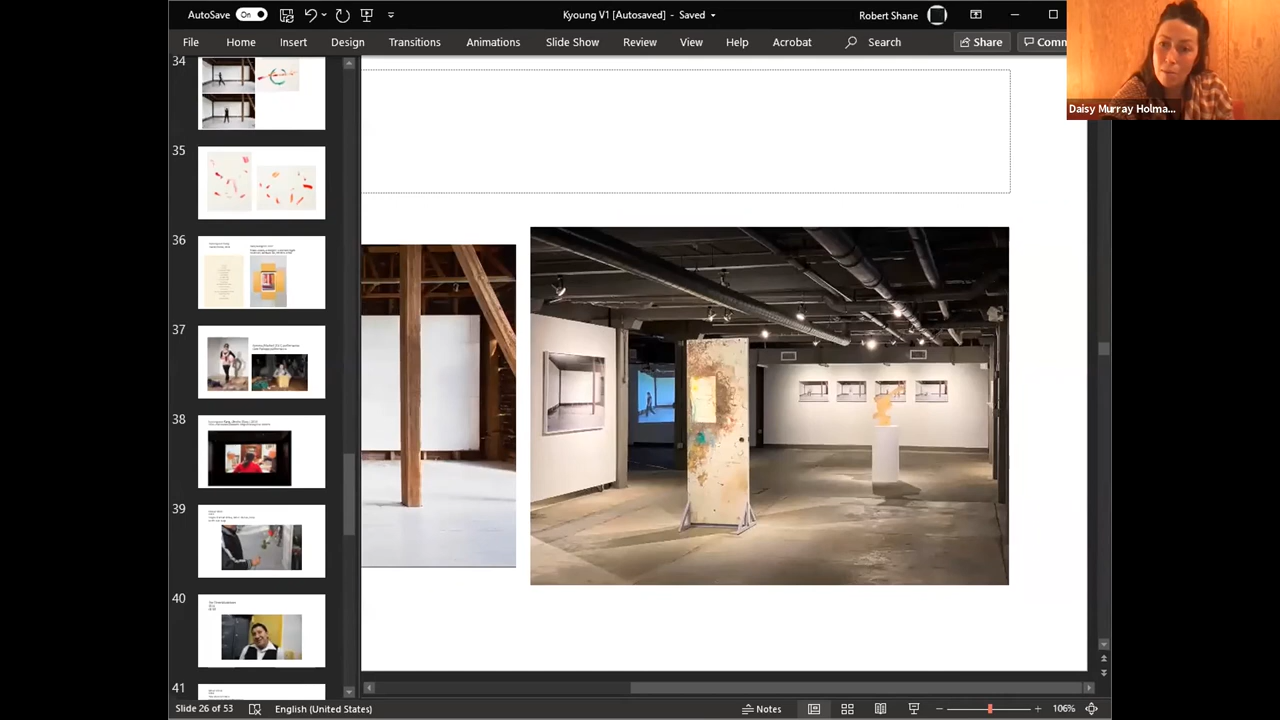 AutoSave On Kyoung V1 [Autosaved] - Saved Robert Shane
File Home Insert Design Transitions Animations Slide Show Review View Help Acrobat Search Share Comm
Daisy Murray Holma...
34
35
36
37
38
39
40
41
Slide 26 of 53 English (United States) Notes 106%